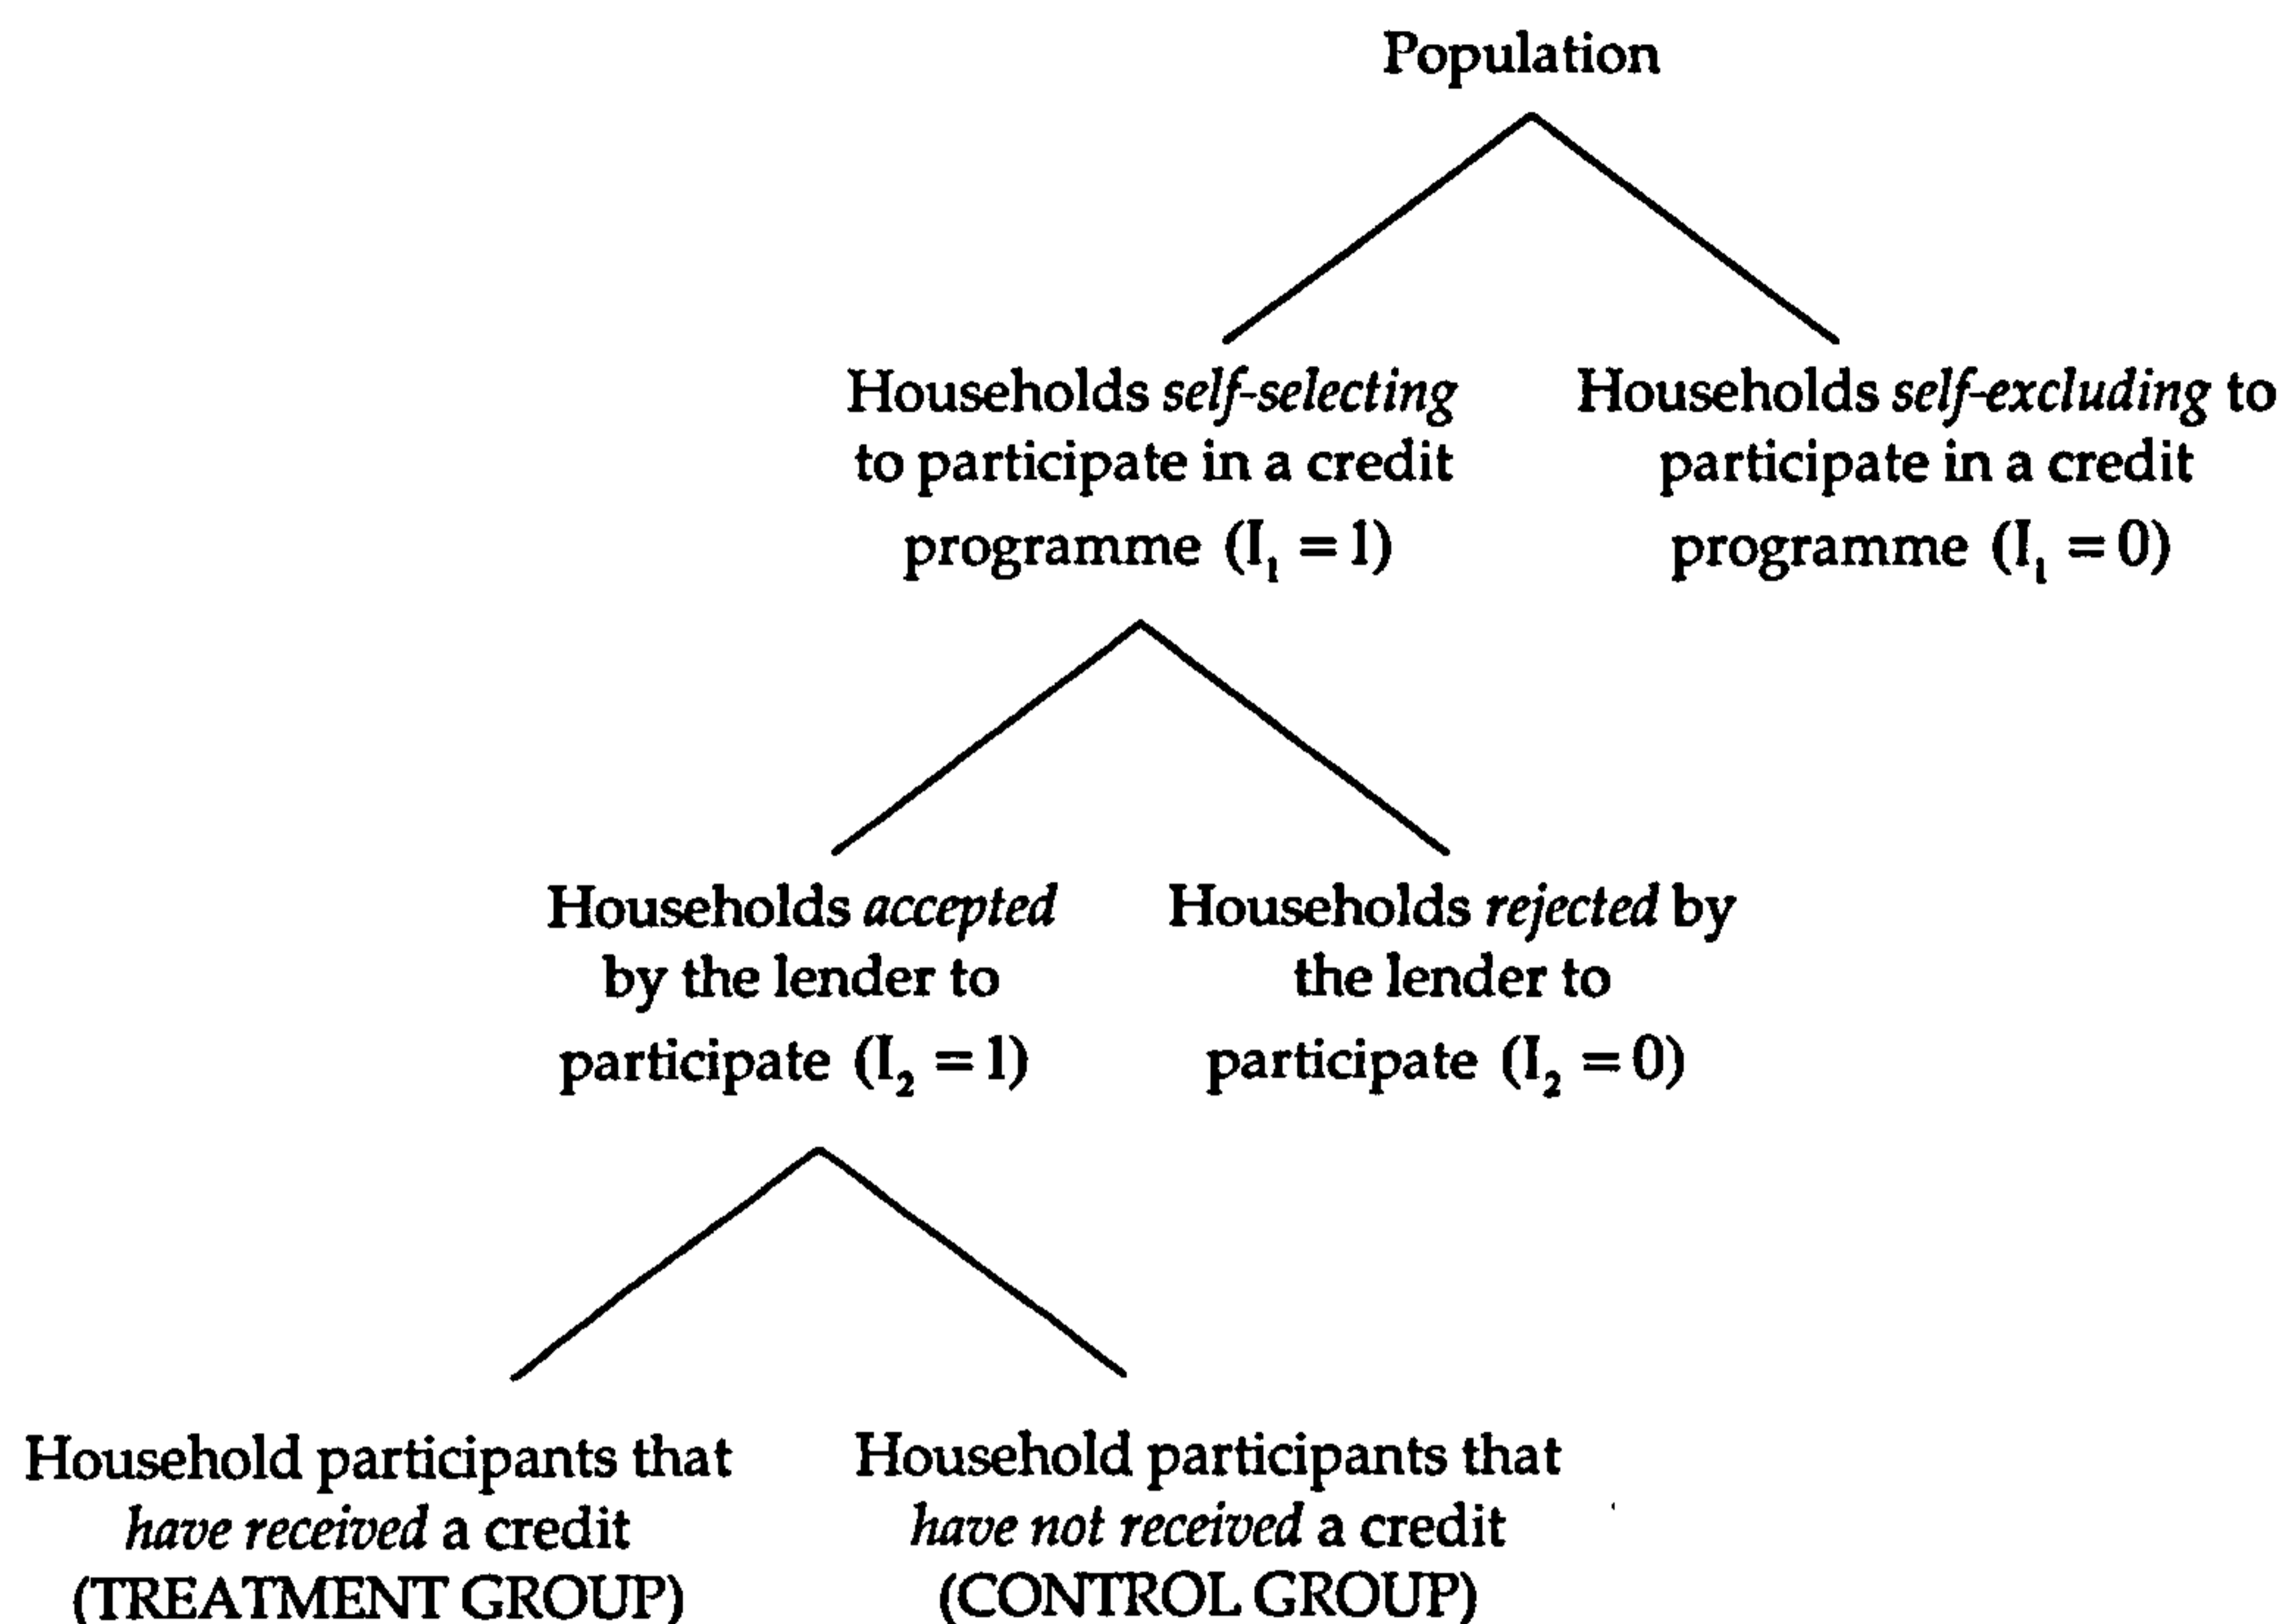 Population
Households self-selecting
to participate in a credit
programme (I₁ = 1)
Households self-excluding to
participate in a credit
programme (I₁ = 0)
Households accepted
by the lender to
participate (I₂ = 1)
Households rejected by
the lender to
participate (I₂ = 0)
Household participants that
have received a credit
(TREATMENT GROUP)
Household participants that
have not received a credit
(CONTROL GROUP)